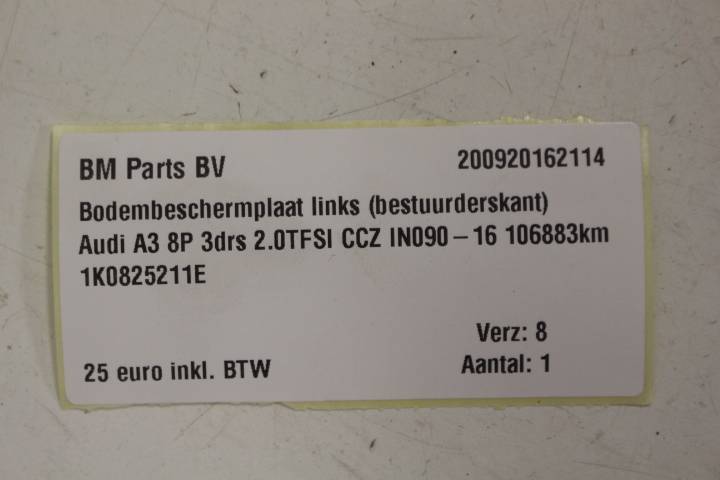 BM Parts BV 200920162114
Bodembeschermplaat links (bestuurderskant)
Audi A3 8P 3drs 2.0TFSI CCZ IN090 – 16 106883km
1K0825211E
Verz: 8
25 euro inkl. BTW Aantal: 1